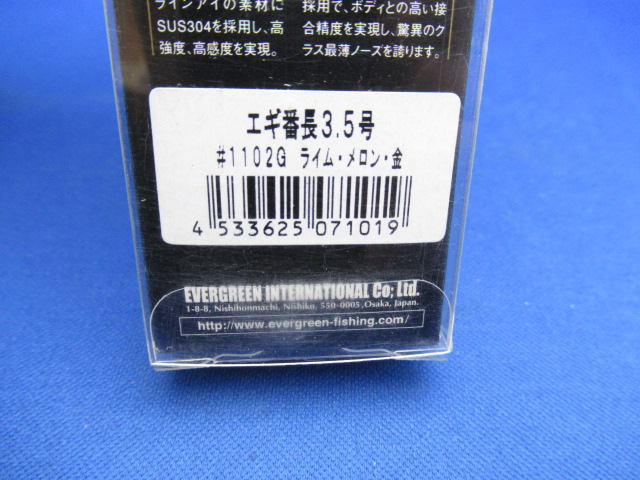 ラインアイの素材に
SUS304を採用し、高
強度、高感度を実現。
採用で、ボディとの高い接
合精度を実現し、驚異のク
ラス最薄ノーズを誇ります。
エギ番長3.5号
#1102G ライム・メロン・金
4 533625 071019
EVERGREEN INTERNATIONAL Co; Ltd.
1-8-8, Nishihonmachi, Nishiku, 550-0005, Osaka, Japan.
http://www.evergreen-fishing.com/